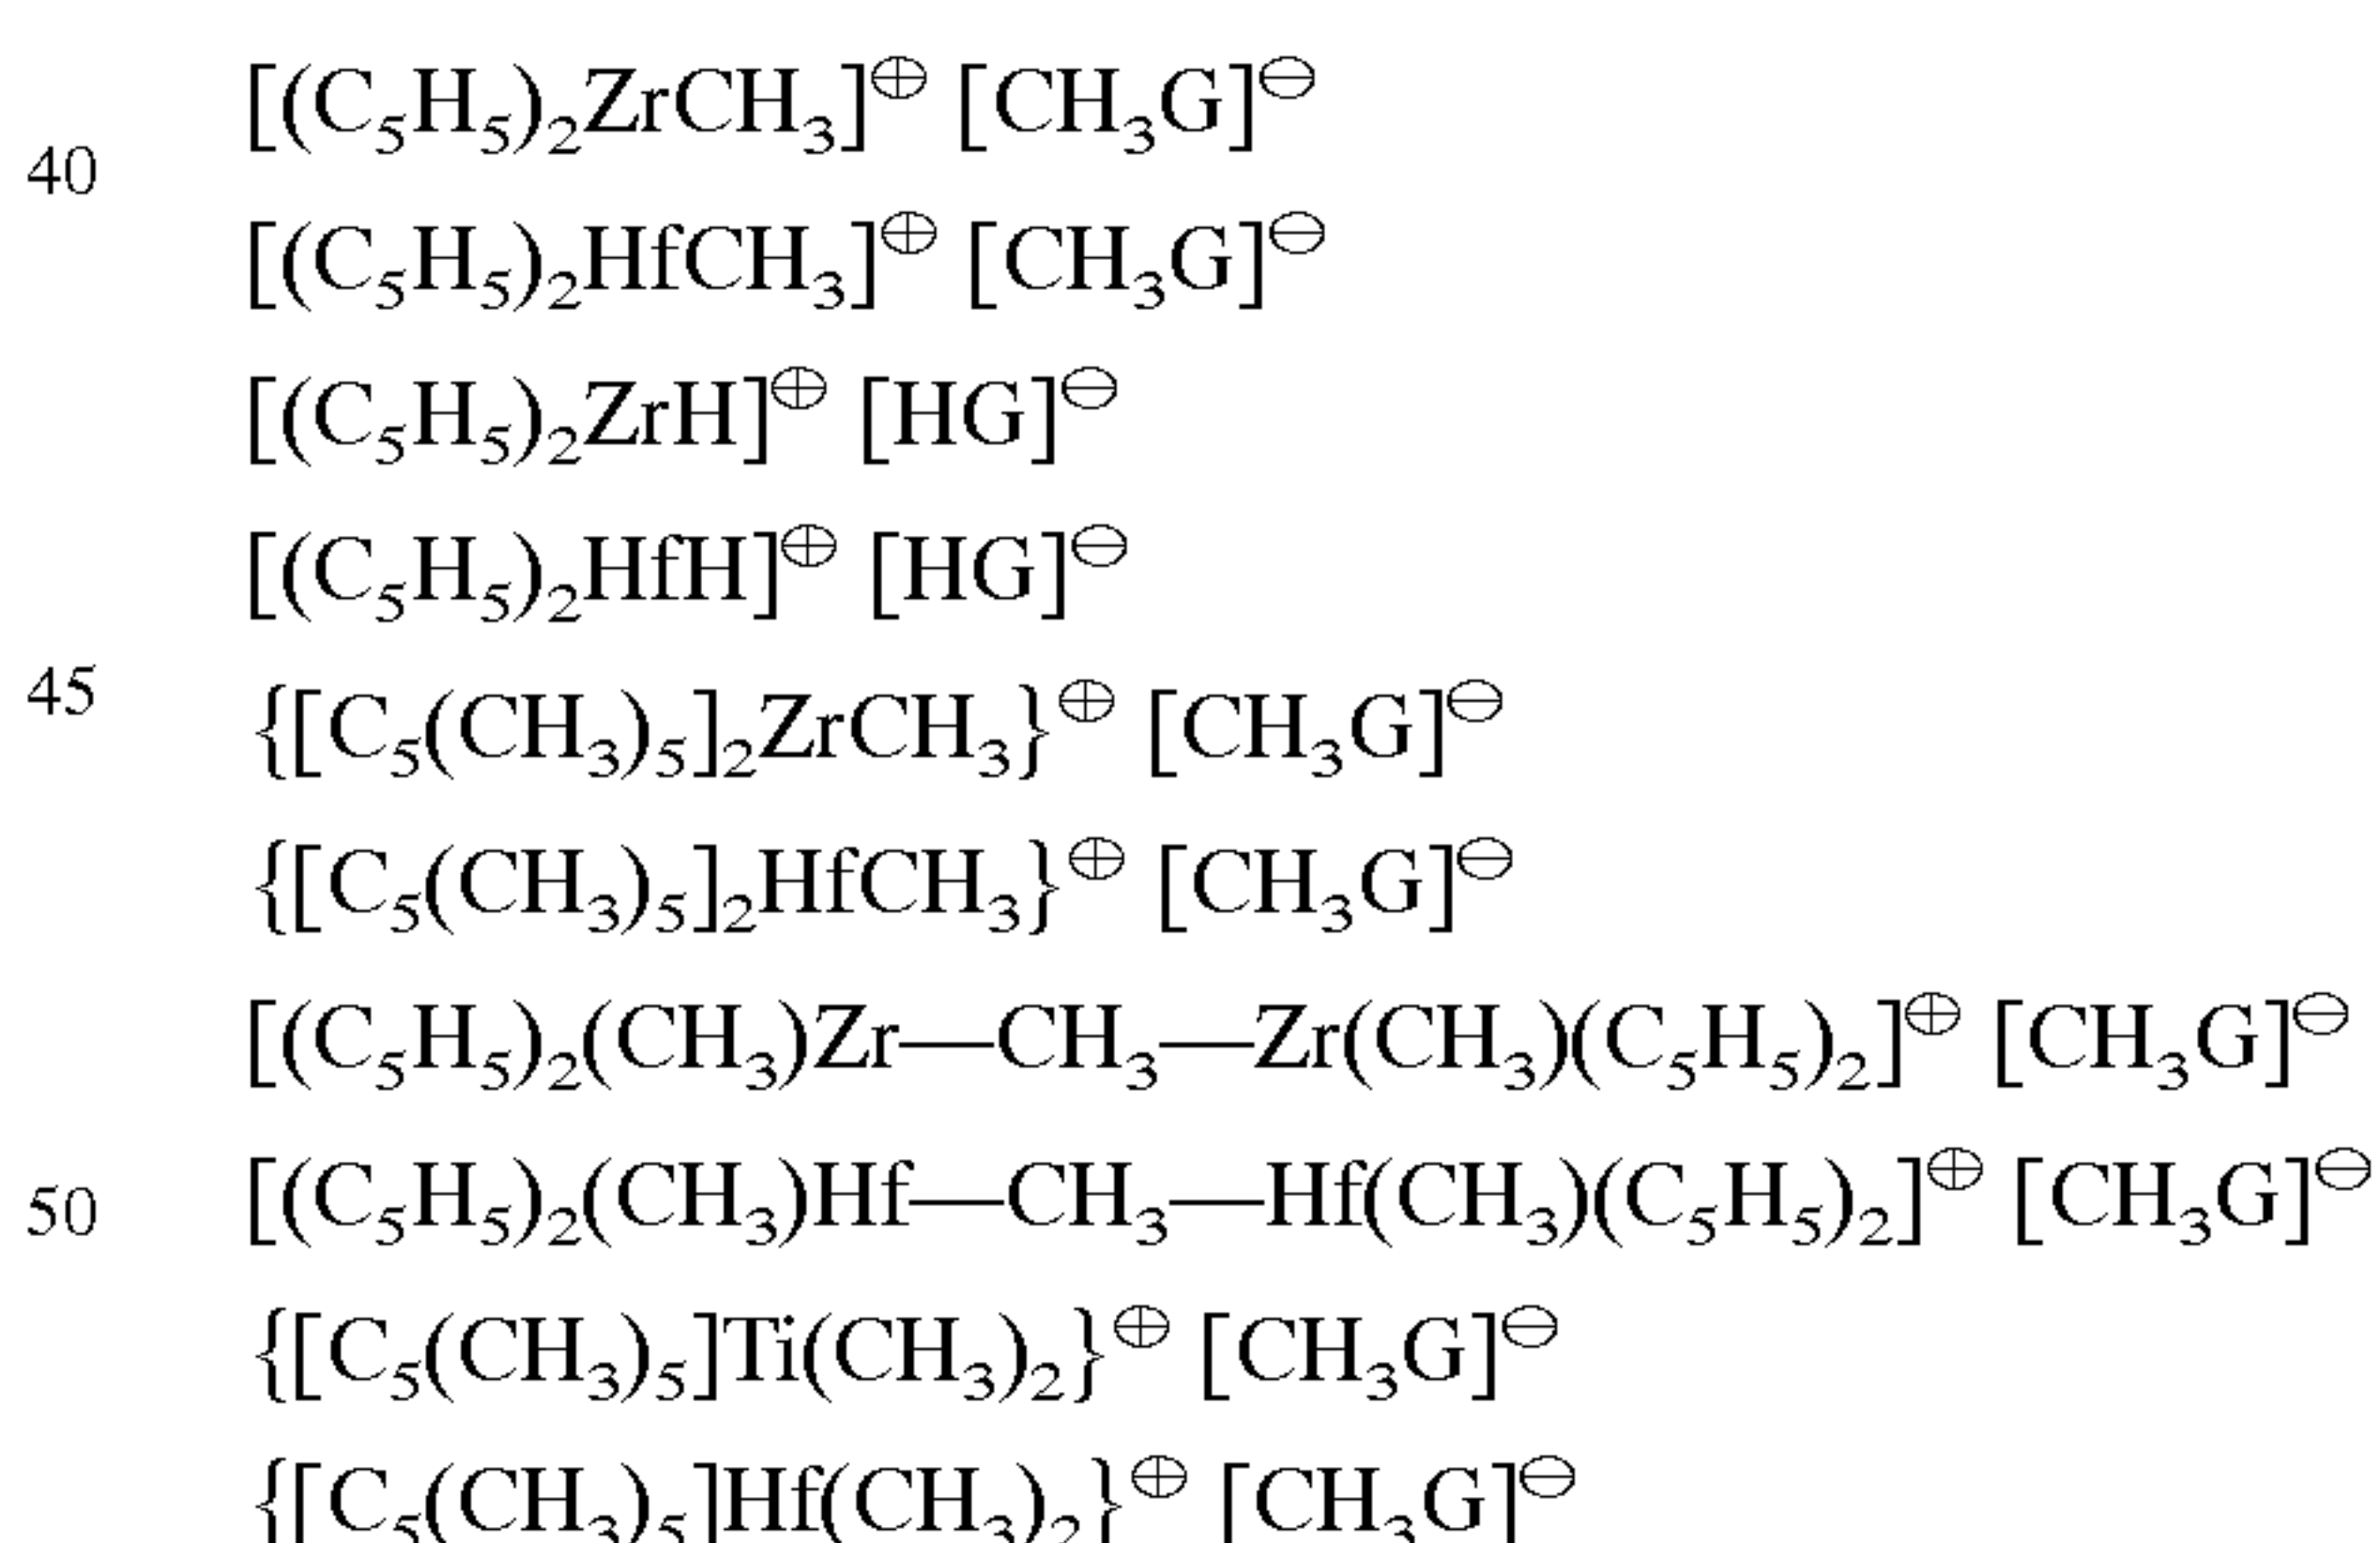 [(C₅H₅)₂ZrCH₃]⊕ [CH₃G]⊖
40
[(C₅H₅)₂HfCH₃]⊕ [CH₃G]⊖
[(C₅H₅)₂ZrH]⊕ [HG]⊖
[(C₅H₅)₂HfH]⊕ [HG]⊖
45 {[C₅(CH₃)₅]₂ZrCH₃}⊕ [CH₃G]⊖
{[C₅(CH₃)₅]₂HfCH₃}⊕ [CH₃G]⊖
[(C₅H₅)₂(CH₃)Zr—CH₃—Zr(CH₃)(C₅H₅)₂]⊕ [CH₃G]⊖
50 [(C₅H₅)₂(CH₃)Hf—CH₃—Hf(CH₃)(C₅H₅)₂]⊕ [CH₃G]⊖
{[C₅(CH₃)₅]Ti(CH₃)₂}⊕ [CH₃G]⊖
{[C₅(CH₃)₅]Hf(CH₃)₂}⊕ [CH₃G]⊖